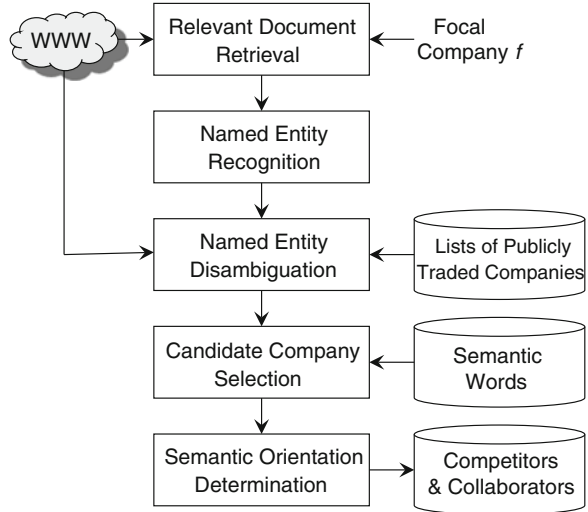 WWW
Relevant Document
Retrieval
Focal
Company f
Named Entity
Recognition
Named Entity
Disambiguation
Lists of Publicly
Traded Companies
Candidate Company
Selection
Semantic
Words
Semantic Orientation
Determination
Competitors
& Collaborators